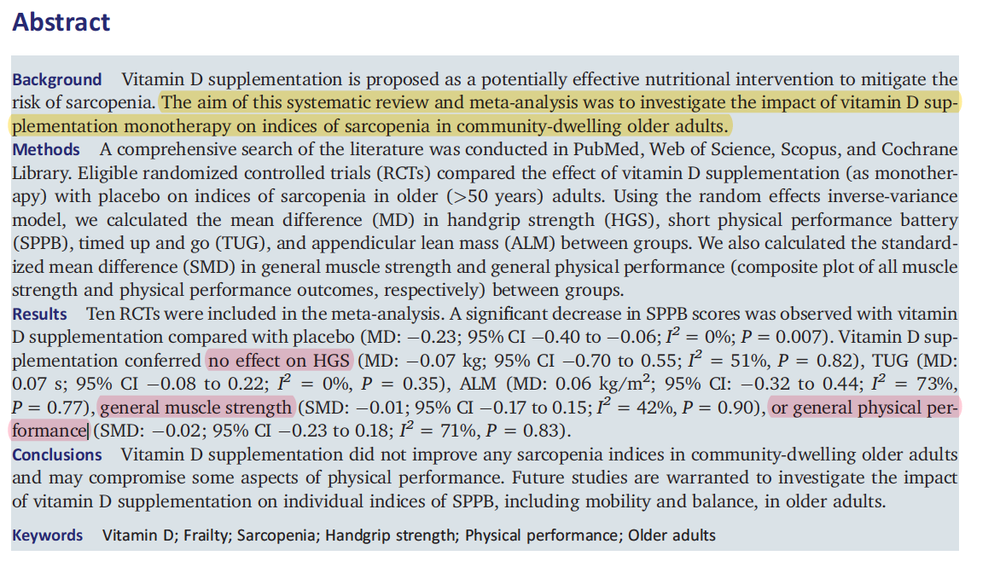 Abstract
Background Vitamin D supplementation is proposed as a potentially effective nutritional intervention to mitigate the
risk of sarcopenia. The aim of this systematic review and meta-analysis was to investigate the impact of vitamin D sup-
plementation monotherapy on indices of sarcopenia in community-dwelling older adults.
Methods A comprehensive search of the literature was conducted in PubMed, Web of Science, Scopus, and Cochrane
Library. Eligible randomized controlled trials (RCTs) compared the effect of vitamin D supplementation (as monother-
apy) with placebo on indices of sarcopenia in older (>50 years) adults. Using the random effects inverse-variance
model, we calculated the mean difference (MD) in handgrip strength (HGS), short physical performance battery
(SPPB), timed up and go (TUG), and appendicular lean mass (ALM) between groups. We also calculated the standard-
ized mean difference (SMD) in general muscle strength and general physical performance (composite plot of all muscle
strength and physical performance outcomes, respectively) between groups.
Results Ten RCTs were included in the meta-analysis. A significant decrease in SPPB scores was observed with vitamin
D supplementation compared with placebo (MD: −0.23; 95% CI −0.40 to −0.06; I² = 0%; P = 0.007). Vitamin D sup-
plementation conferred no effect on HGS (MD: −0.07 kg; 95% CI −0.70 to 0.55; I² = 51%, P = 0.82), TUG (MD:
0.07 s; 95% CI −0.08 to 0.22; I² = 0%, P = 0.35), ALM (MD: 0.06 kg/m²; 95% CI: −0.32 to 0.44; I² = 73%,
P = 0.77), general muscle strength (SMD: −0.01; 95% CI −0.17 to 0.15; I² = 42%, P = 0.90), or general physical per-
formance (SMD: −0.02; 95% CI −0.23 to 0.18; I² = 71%, P = 0.83).
Conclusions Vitamin D supplementation did not improve any sarcopenia indices in community-dwelling older adults
and may compromise some aspects of physical performance. Future studies are warranted to investigate the impact
of vitamin D supplementation on individual indices of SPPB, including mobility and balance, in older adults.
Keywords Vitamin D; Frailty; Sarcopenia; Handgrip strength; Physical performance; Older adults